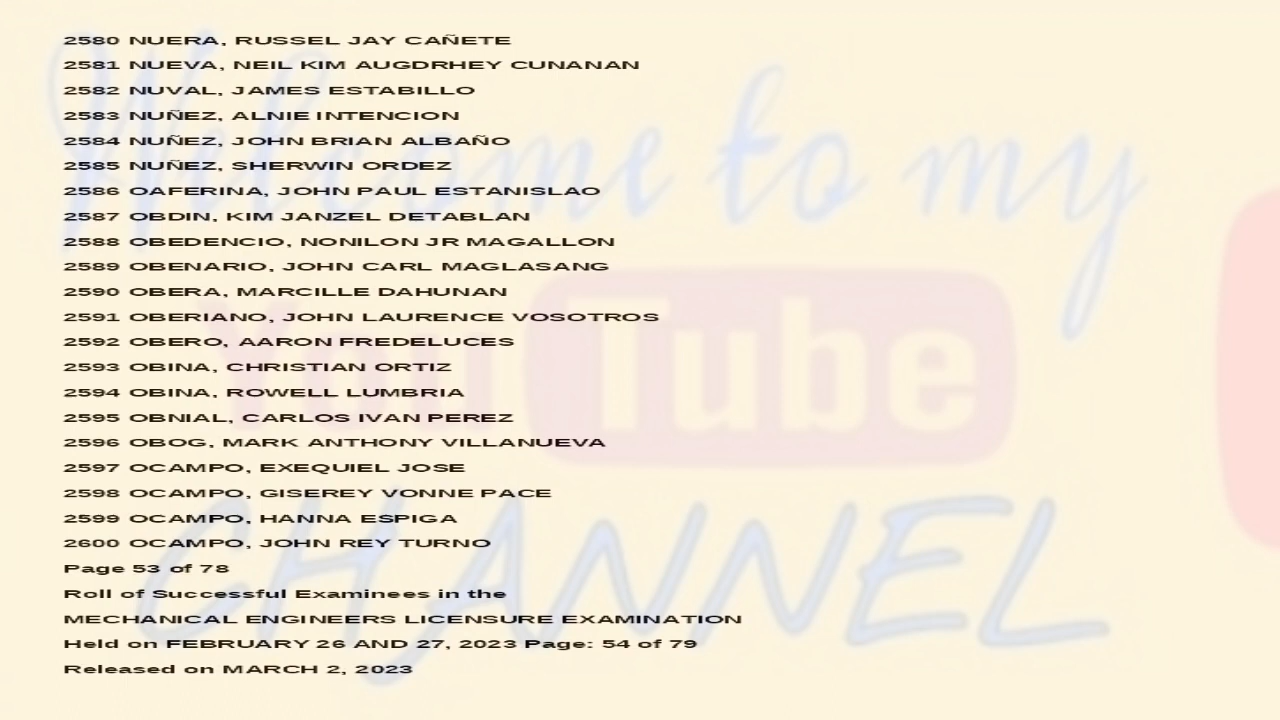 2580 NUERA, RUSSEL JAY CAÑETE
2581 NUEVA, NEIL KIM AUGDRHEY CUNANAN
2582 NUVAL, JAMES ESTABILLO
2583 NUÑEZ, ALNIE INTENCION
2584 NUÑEZ, JOHN BRIAN ALBAÑO
2585 NUÑEZ, SHERWIN ORDEZ
2586 OAFERINA, JOHN PAUL ESTANISLAO
2587 OBDIN, KIM JANZEL DETABLAN
2588 OBEDENCIO, NONILON JR MAGALLON
2589 OBENARIO, JOHN CARL MAGLASANG
2590 OBERA, MARCILLE DAHUNAN
2591 OBERIANO, JOHN LAURENCE VOSOTROS
2592 OBERO, AARON FREDELUCES
2593 OBINA, CHRISTIAN ORTIZ
2594 OBINA, ROWELL LUMBRIA
2595 OBNIAL, CARLOS IVAN PEREZ
2596 OBOG, MARK ANTHONY VILLANUEVA
2597 OCAMPO, EXEQUIEL JOSE
2598 OCAMPO, GISEREY VONNE PACE
2599 OCAMPO, HANNA ESPIGA
2600 OCAMPO, JOHN REY TURNO
Page 53 of 78
Roll of Successful Examinees in the
MECHANICAL ENGINEERS LICENSURE EXAMINATION
Held on FEBRUARY 26 AND 27, 2023 Page: 54 of 79
Released on MARCH 2, 2023
Welcome to my
YouTube
CHANNEL